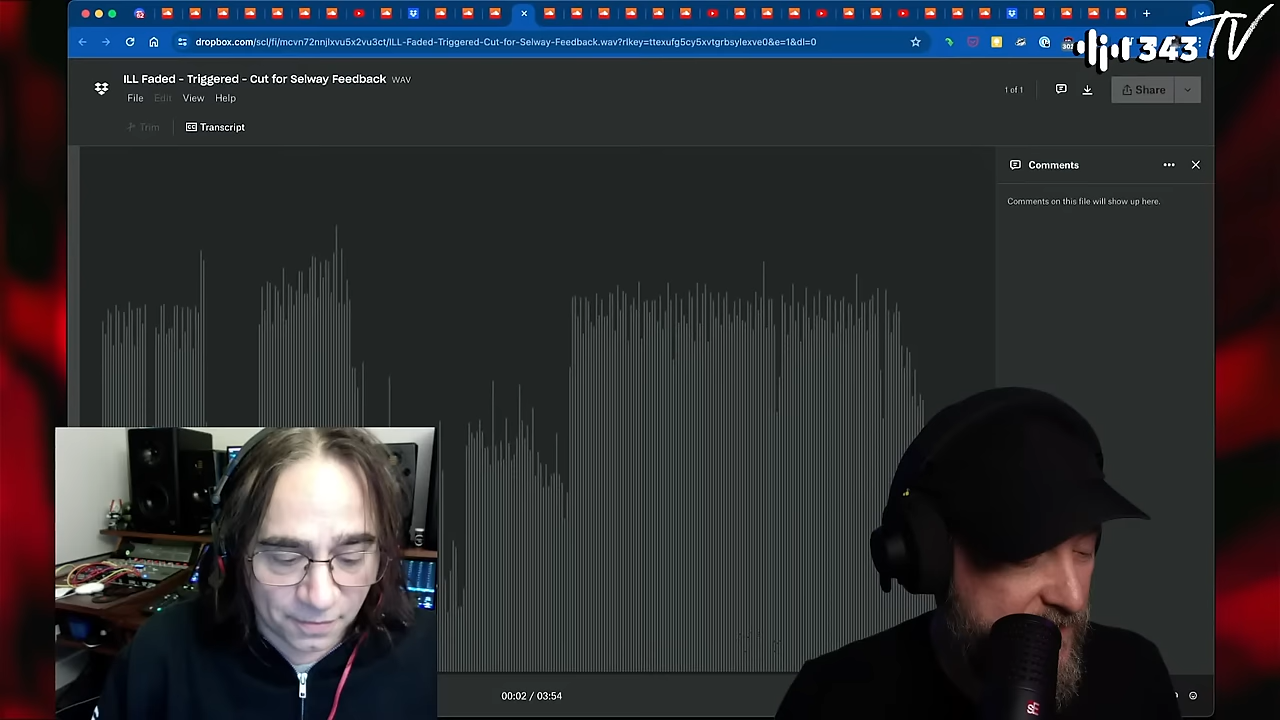 dropbox.com/scl/fi/mcvn72nnjlxvu5x2vu3ct/ILL-Faded-Triggered-Cut-for-Selway-Feedback.wav?rlkey=ttexufg5cy5xvtgrbsylexve0&e=1&dl=0
343 TV
ILL Faded - Triggered - Cut for Selway Feedback WAV
File Edit View Help
1 of 1
Share
Trim
CC Transcript
Comments
Comments on this file will show up here.
00:02 / 03:54
sE